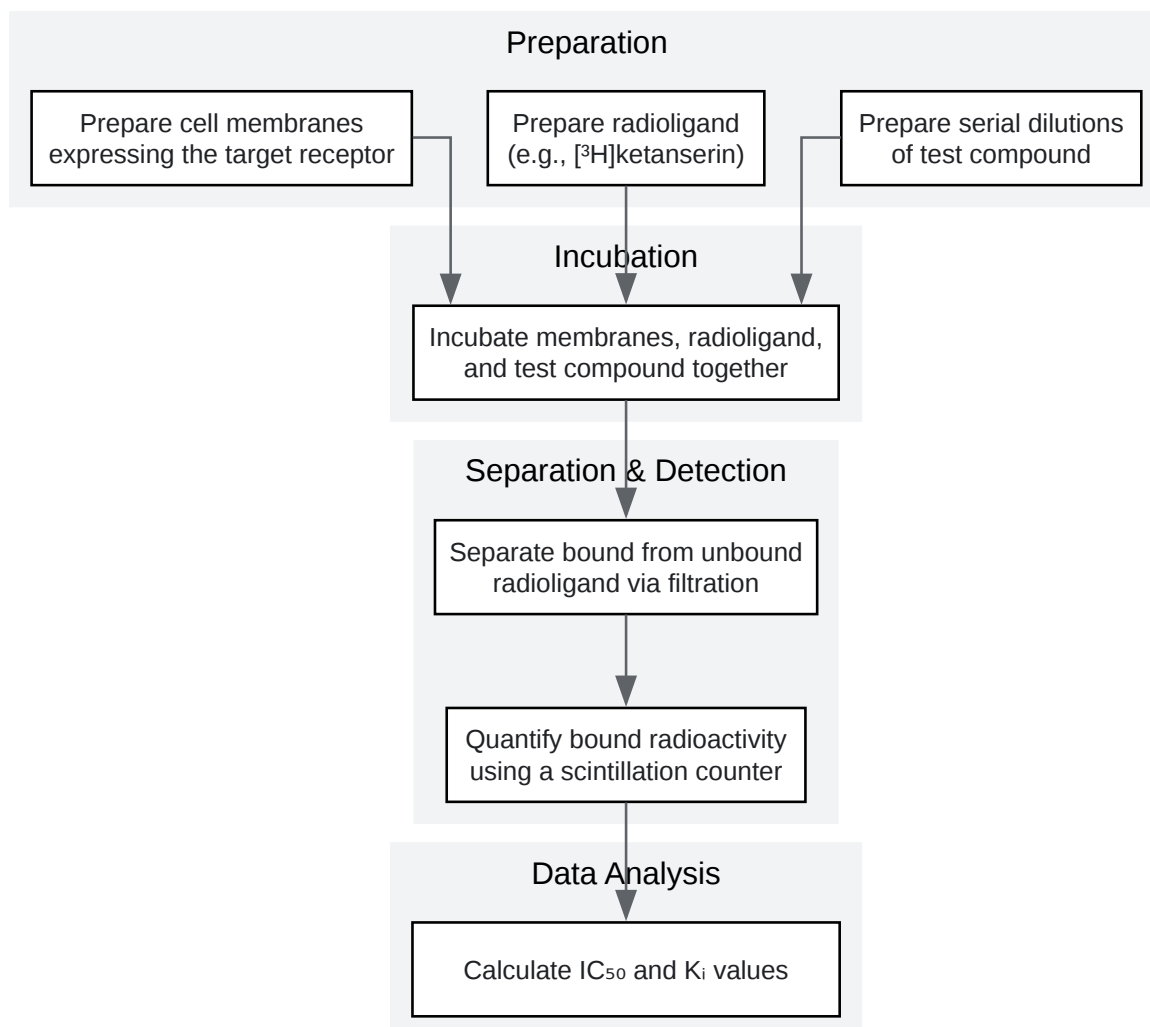 Preparation
Prepare cell membranes
expressing the target receptor
Prepare radioligand
(e.g., [³H]ketanserin)
Prepare serial dilutions
of test compound
Incubation
Incubate membranes, radioligand,
and test compound together
Separation & Detection
Separate bound from unbound
radioligand via filtration
Quantify bound radioactivity
using a scintillation counter
Data Analysis
Calculate IC₅₀ and Kᵢ values